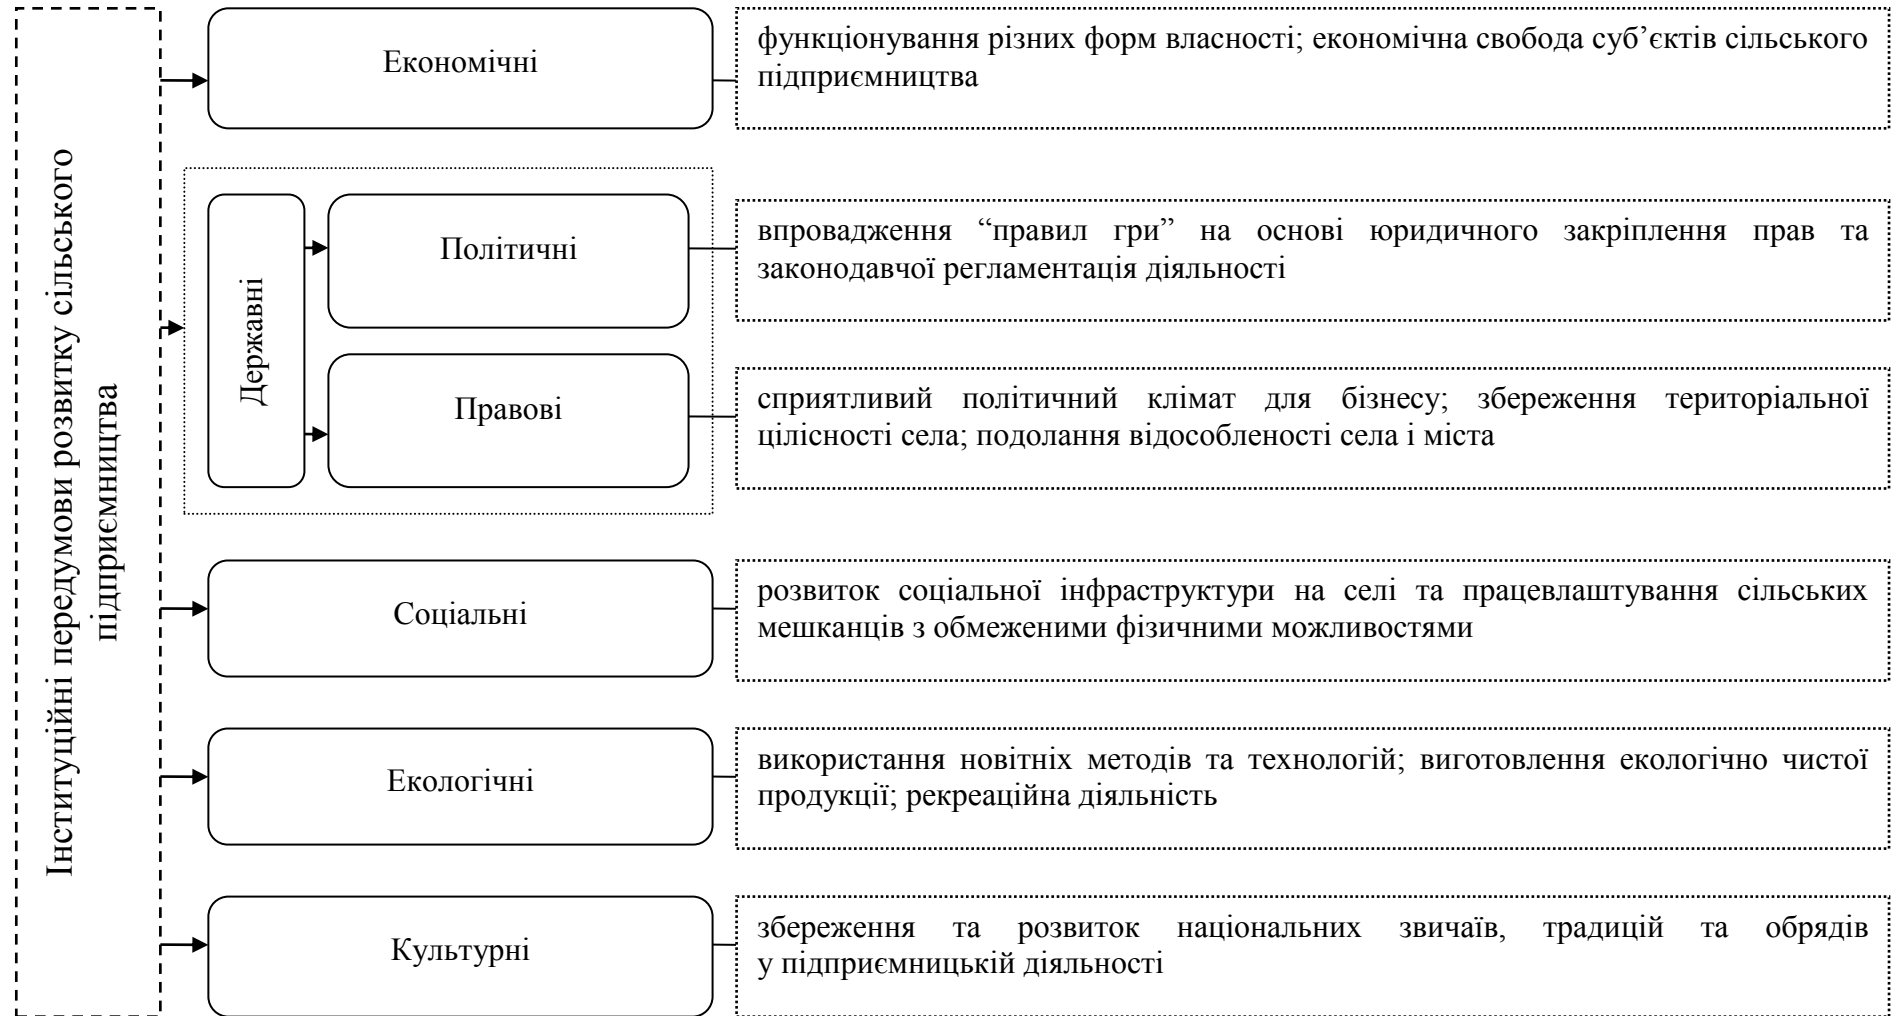 Інституційні передумови розвитку сільського
підприємництва
Економічні
функціонування різних форм власності; економічна свобода суб’єктів сільського
підприємництва
Державні
Політичні
впровадження “правил гри” на основі юридичного закріплення прав та
законодавчої регламентація діяльності
Правові
сприятливий політичний клімат для бізнесу; збереження територіальної
цілісності села; подолання відособленості села і міста
Соціальні
розвиток соціальної інфраструктури на селі та працевлаштування сільських
мешканців з обмеженими фізичними можливостями
Екологічні
використання новітніх методів та технологій; виготовлення екологічно чистої
продукції; рекреаційна діяльність
Культурні
збереження та розвиток національних звичаїв, традицій та обрядів
у підприємницькій діяльності